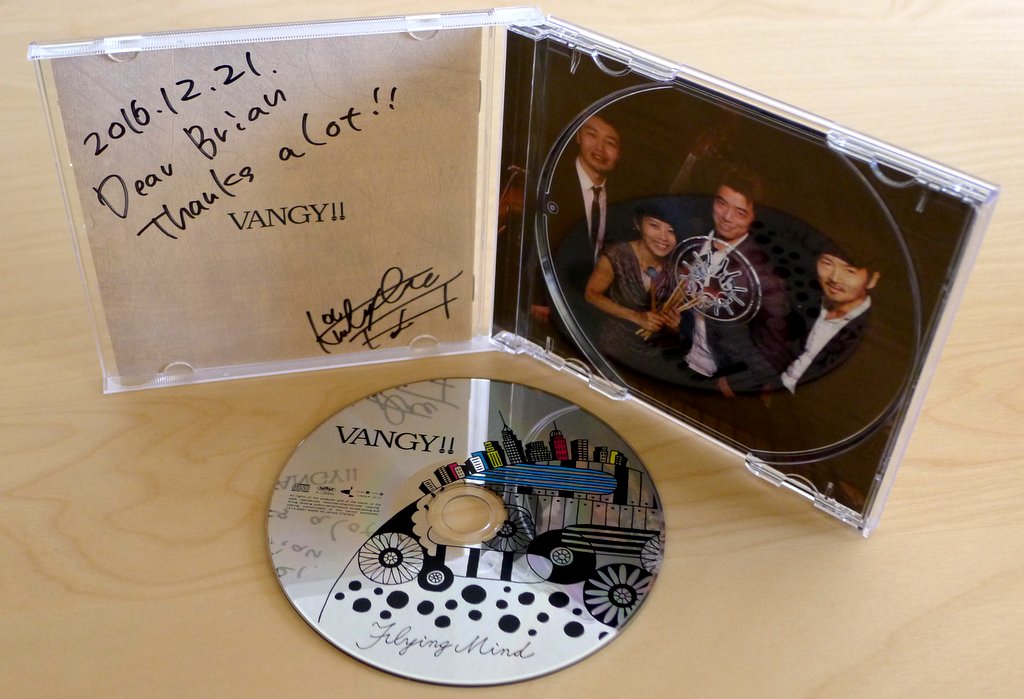 2016.12.21.
Dear Brian
Thanks a lot!!
VANGY!!
VANGY!!
Flying Mind